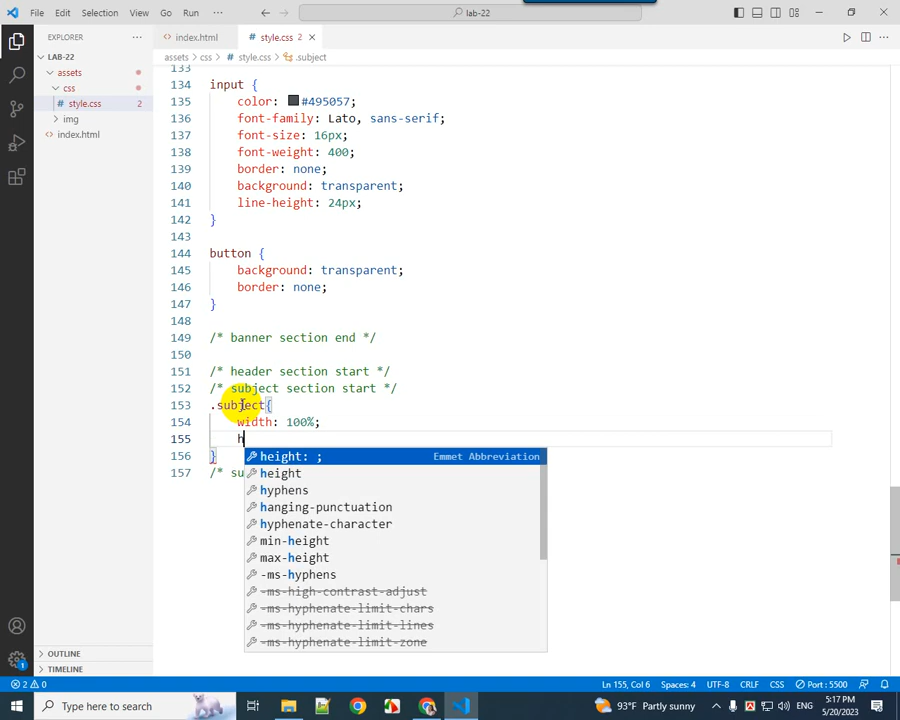 File Edit Selection View Go Run ··· lab-22
EXPLORER ···
index.html
style.css 2
LAB-22
assets > css > style.css > .subject
assets
css
style.css 2
img
index.html
133
134 input {
135 color: #495057;
136 font-family: Lato, sans-serif;
137 font-size: 16px;
138 font-weight: 400;
139 border: none;
140 background: transparent;
141 line-height: 24px;
142 }
143
144 button {
145 background: transparent;
146 border: none;
147 }
148
149 /* banner section end */
150
151 /* header section start */
152 /* subject section start */
153 .subject{
154 width: 100%;
155 h
156 }
157 /* su
height: ; Emmet Abbreviation
height
hyphens
hanging-punctuation
hyphenate-character
min-height
max-height
-ms-hyphens
-ms-high-contrast-adjust
-ms-hyphenate-limit-chars
-ms-hyphenate-limit-lines
-ms-hyphenate-limit-zone
OUTLINE
TIMELINE
1
2 0 Ln 155, Col 6 Spaces: 4 UTF-8 CRLF CSS Port : 5500
Type here to search 93°F Partly sunny 5:17 PM
5/20/2023